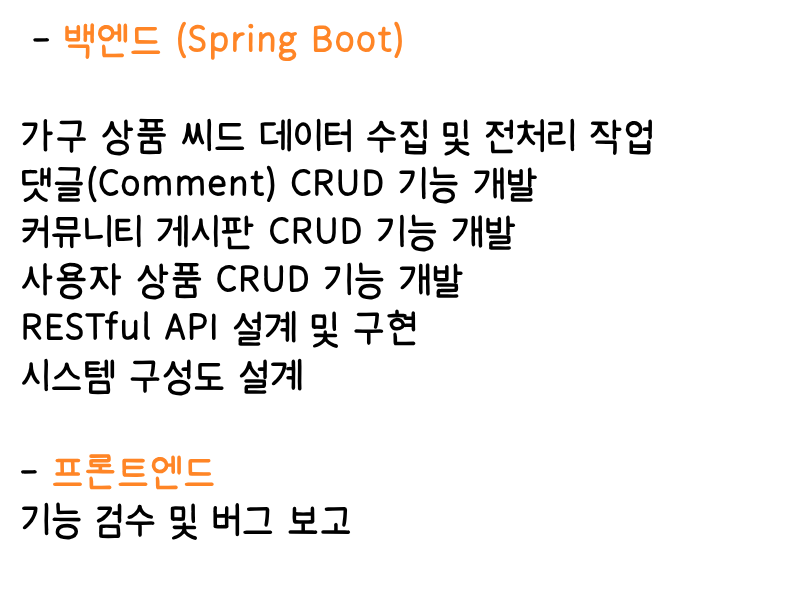 - 백엔드 (Spring Boot)
가구 상품 씨드 데이터 수집 및 전처리 작업
댓글(Comment) CRUD 기능 개발
커뮤니티 게시판 CRUD 기능 개발
사용자 상품 CRUD 기능 개발
RESTful API 설계 및 구현
시스템 구성도 설계
- 프론트엔드
기능 검수 및 버그 보고